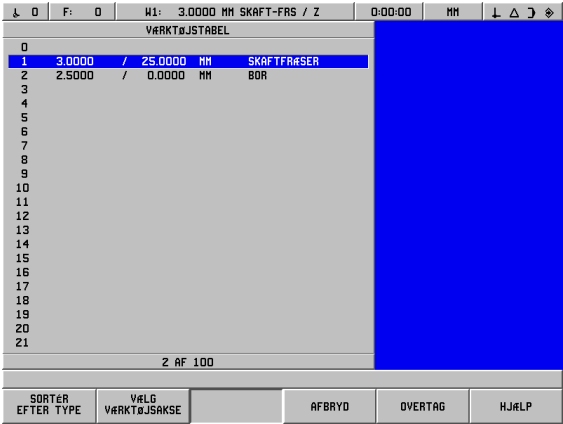 0 F: 0 W1: 3.0000 MM SKAFT-FRS / Z 0:00:00 MM
VÆRKTØJSTABEL
0
1 3.0000 / 25.0000 MM SKAFTFRÆSER
2 2.5000 / 0.0000 MM BOR
3
4
5
6
7
8
9
10
11
12
13
14
15
16
17
18
19
20
21
2 AF 100
SORTÉR
EFTER TYPE
VÆLG
VÆRKTØJSAKSE
AFBRYD
OVERTAG
HJÆLP